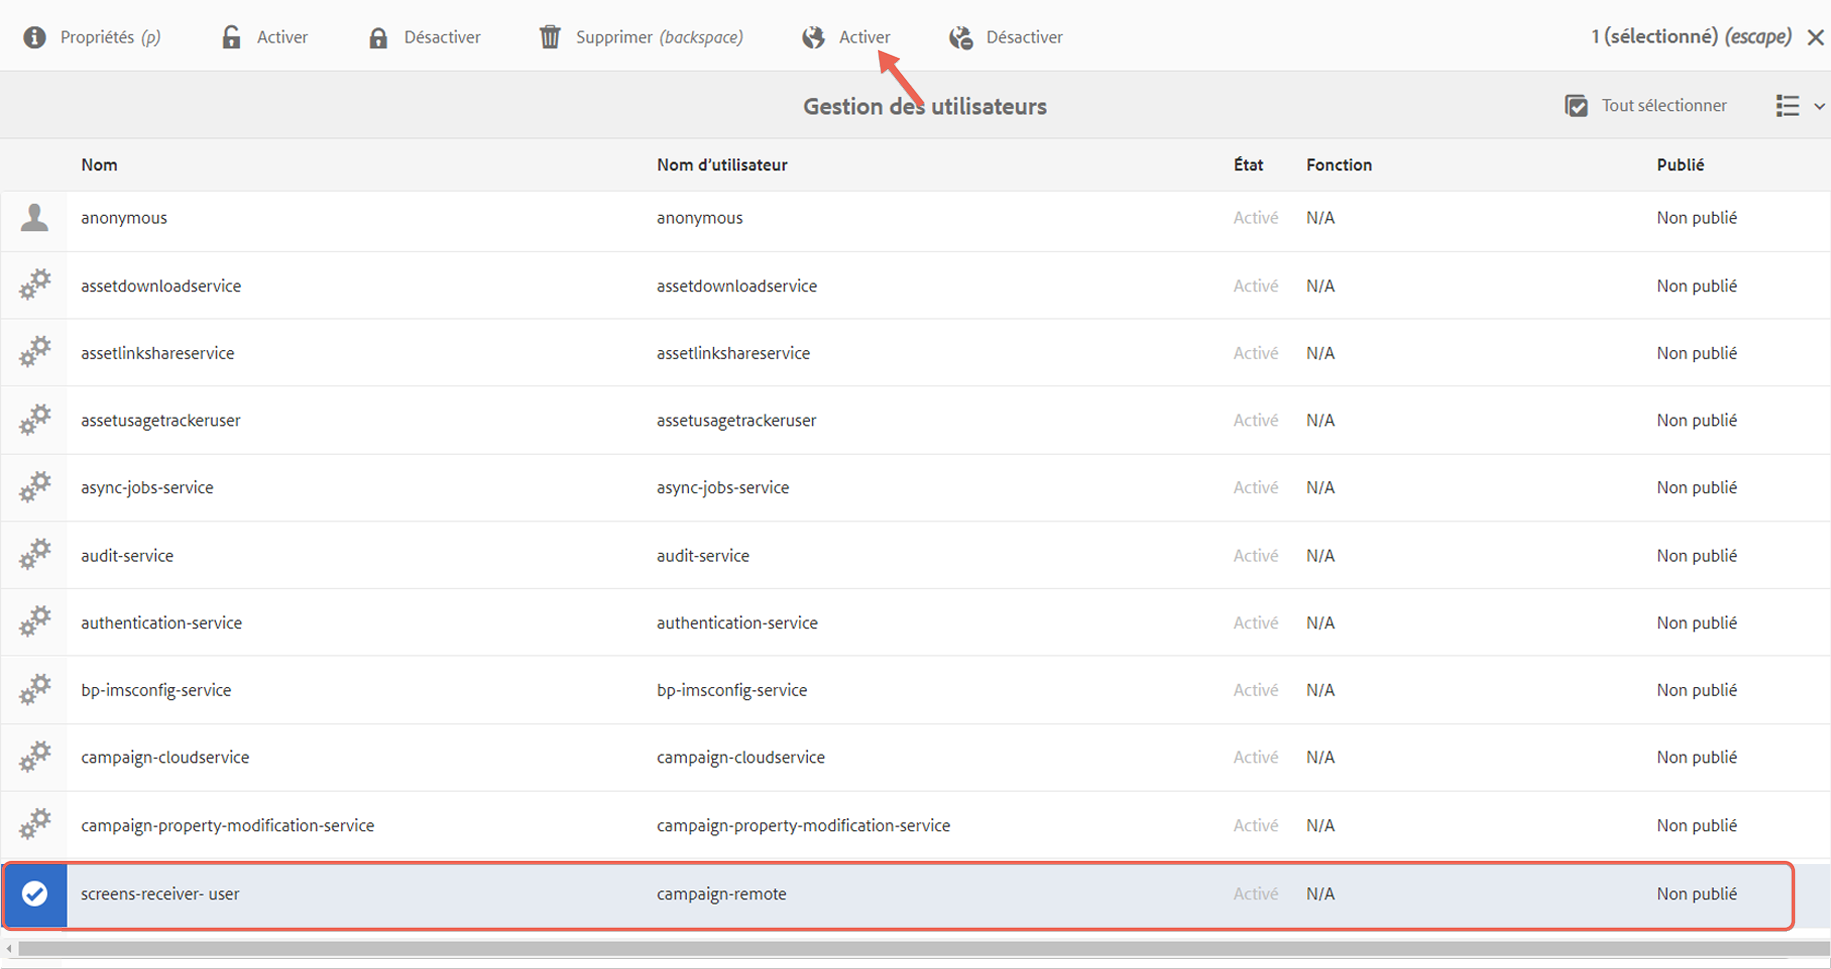 Propriétés (p) Activer Désactiver Supprimer (backspace) Activer Désactiver 1 (sélectionné) (escape)
Gestion des utilisateurs Tout sélectionner
Nom Nom d’utilisateur État Fonction Publié
anonymous anonymous Activé N/A Non publié
assetdownloadservice assetdownloadservice Activé N/A Non publié
assetlinkshareservice assetlinkshareservice Activé N/A Non publié
assetusagetrackeruser assetusagetrackeruser Activé N/A Non publié
async-jobs-service async-jobs-service Activé N/A Non publié
audit-service audit-service Activé N/A Non publié
authentication-service authentication-service Activé N/A Non publié
bp-imsconfig-service bp-imsconfig-service Activé N/A Non publié
campaign-cloudservice campaign-cloudservice Activé N/A Non publié
campaign-property-modification-service campaign-property-modification-service Activé N/A Non publié
screens-receiver- user campaign-remote Activé N/A Non publié